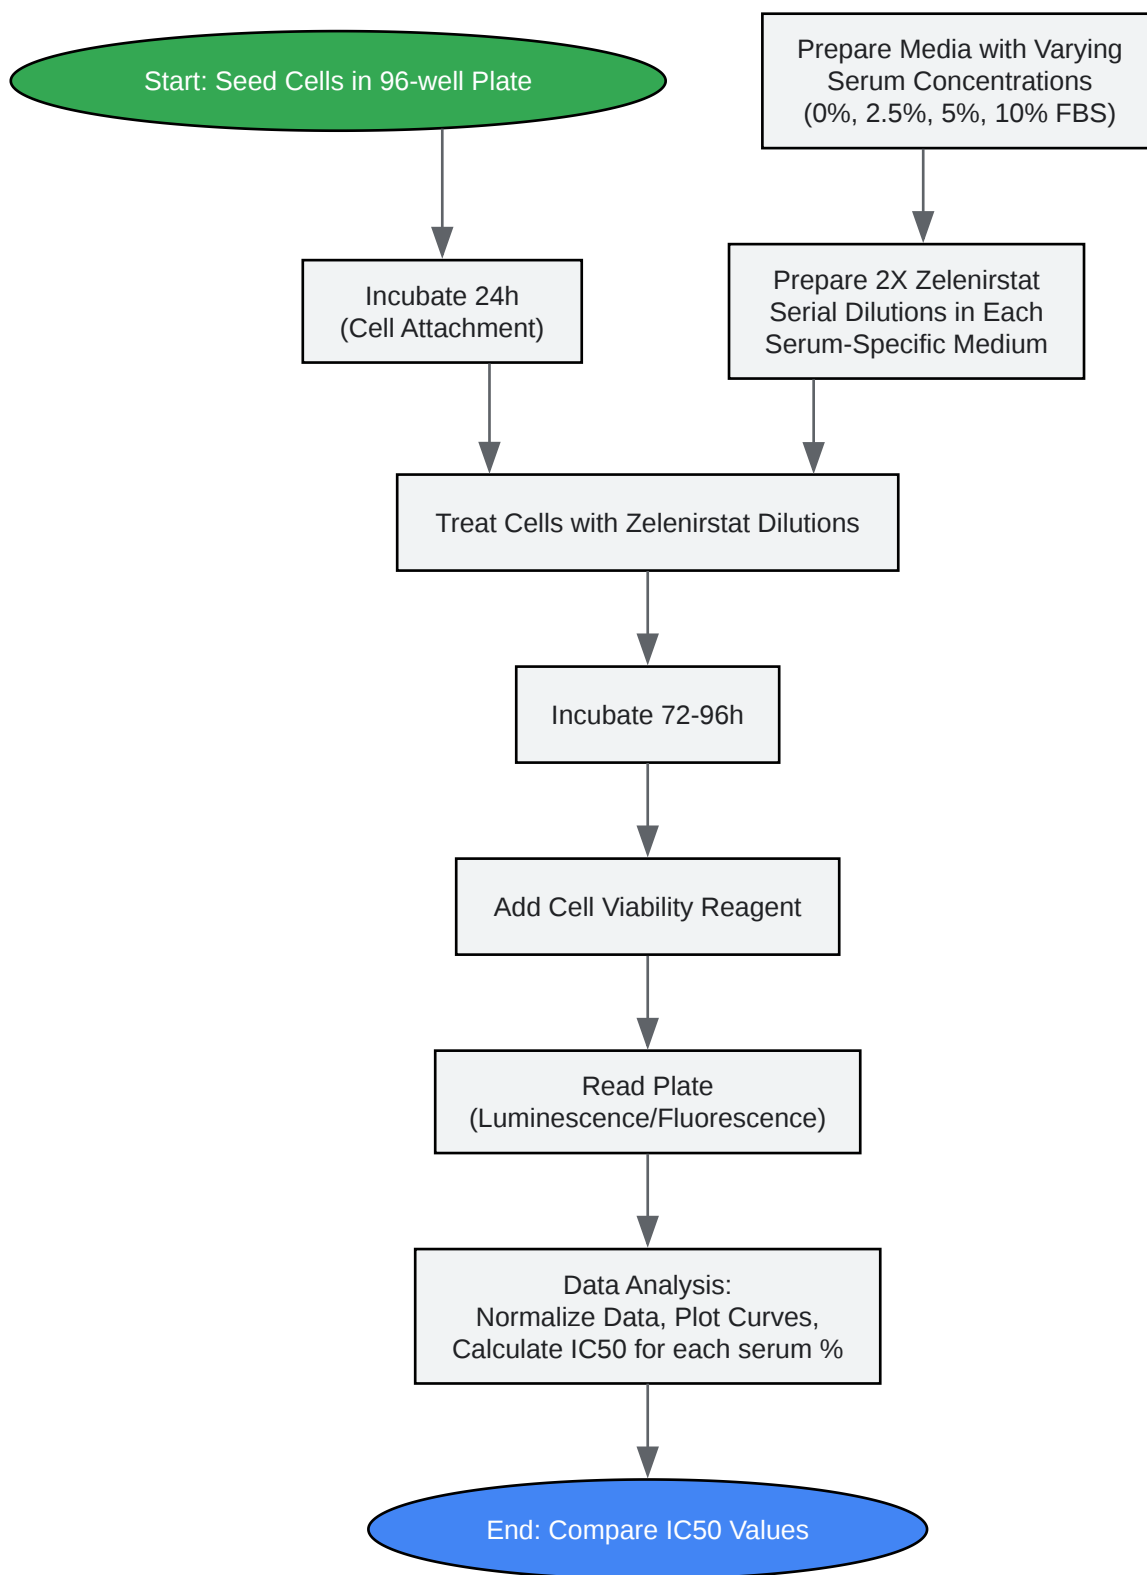 Start: Seed Cells in 96-well Plate
Prepare Media with Varying
Serum Concentrations
(0%, 2.5%, 5%, 10% FBS)
Incubate 24h
(Cell Attachment)
Prepare 2X Zelenirstat
Serial Dilutions in Each
Serum-Specific Medium
Treat Cells with Zelenirstat Dilutions
Incubate 72-96h
Add Cell Viability Reagent
Read Plate
(Luminescence/Fluorescence)
Data Analysis:
Normalize Data, Plot Curves,
Calculate IC50 for each serum %
End: Compare IC50 Values